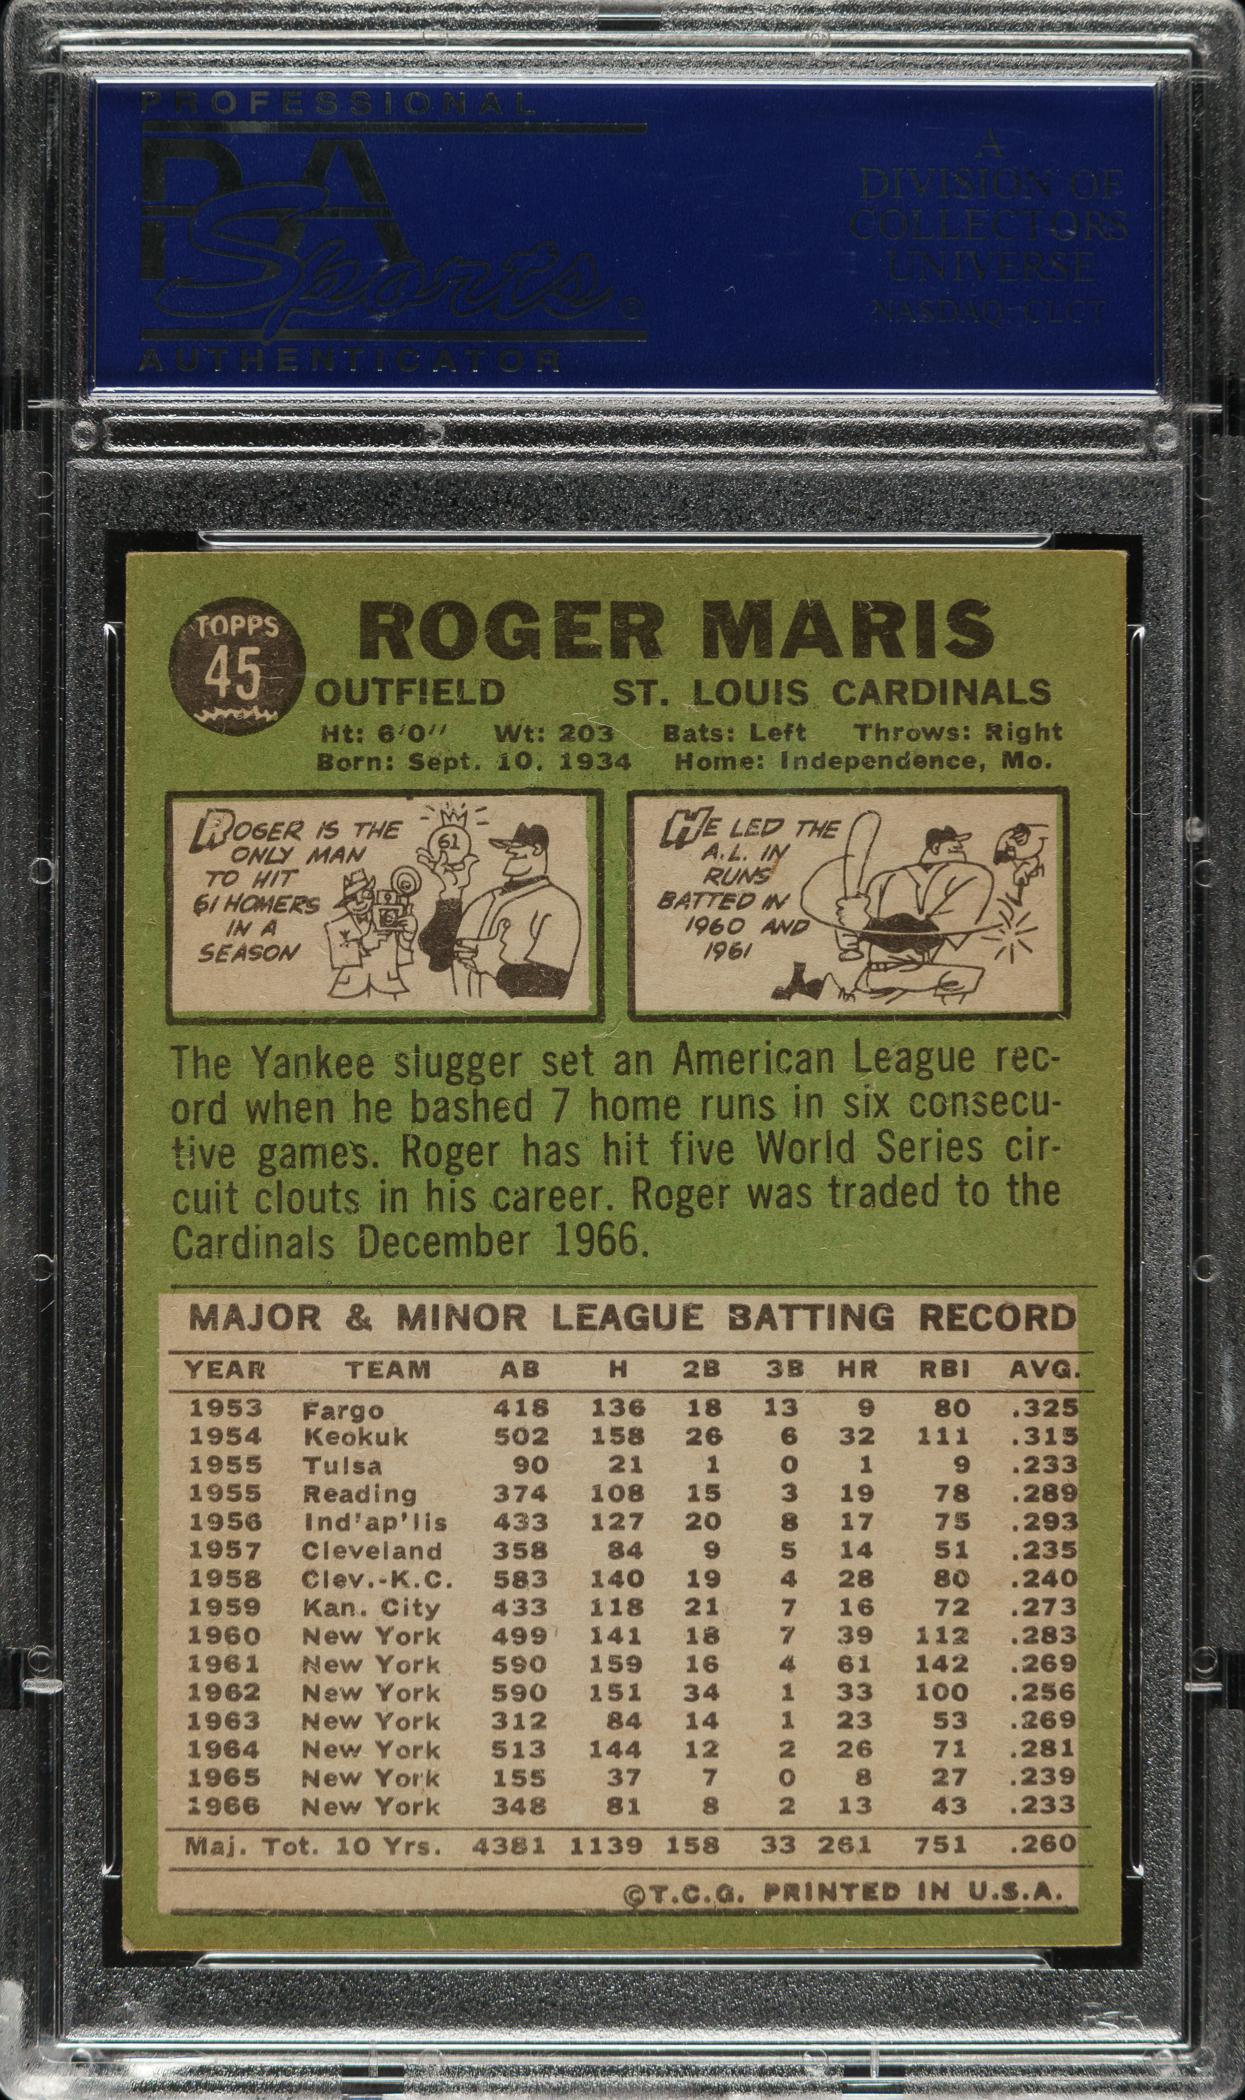 PROFESSIONAL
PSA
Sports®
AUTHENTICATOR
A
DIVISION OF
COLLECTORS
UNIVERSE
NASDAQ: CLCT
TOPPS
45
ROGER MARIS
OUTFIELD ST. LOUIS CARDINALS
Ht: 6'0" Wt: 203 Bats: Left Throws: Right
Born: Sept. 10, 1934 Home: Independence, Mo.
ROGER IS THE
ONLY MAN
TO HIT
61 HOMERS
IN A
SEASON
61
HE LED THE
A.L. IN
RUNS
BATTED IN
1960 AND
1961
The Yankee slugger set an American League rec-
ord when he bashed 7 home runs in six consecu-
tive games. Roger has hit five World Series cir-
cuit clouts in his career. Roger was traded to the
Cardinals December 1966.
MAJOR & MINOR LEAGUE BATTING RECORD
YEAR TEAM AB H 2B 3B HR RBI AVG.
1953 Fargo 418 136 18 13 9 80 .325
1954 Keokuk 502 158 26 6 32 111 .315
1955 Tulsa 90 21 1 0 1 9 .233
1955 Reading 374 108 15 3 19 78 .289
1956 Ind'ap'lis 433 127 20 8 17 75 .293
1957 Cleveland 358 84 9 5 14 51 .235
1958 Clev.-K.C. 583 140 19 4 28 80 .240
1959 Kan. City 433 118 21 7 16 72 .273
1960 New York 499 141 18 7 39 112 .283
1961 New York 590 159 16 4 61 142 .269
1962 New York 590 151 34 1 33 100 .256
1963 New York 312 84 14 1 23 53 .269
1964 New York 513 144 12 2 26 71 .281
1965 New York 155 37 7 0 8 27 .239
1966 New York 348 81 8 2 13 43 .233
Maj. Tot. 10 Yrs. 4381 1139 158 33 261 751 .260
©T.C.G. PRINTED IN U.S.A.